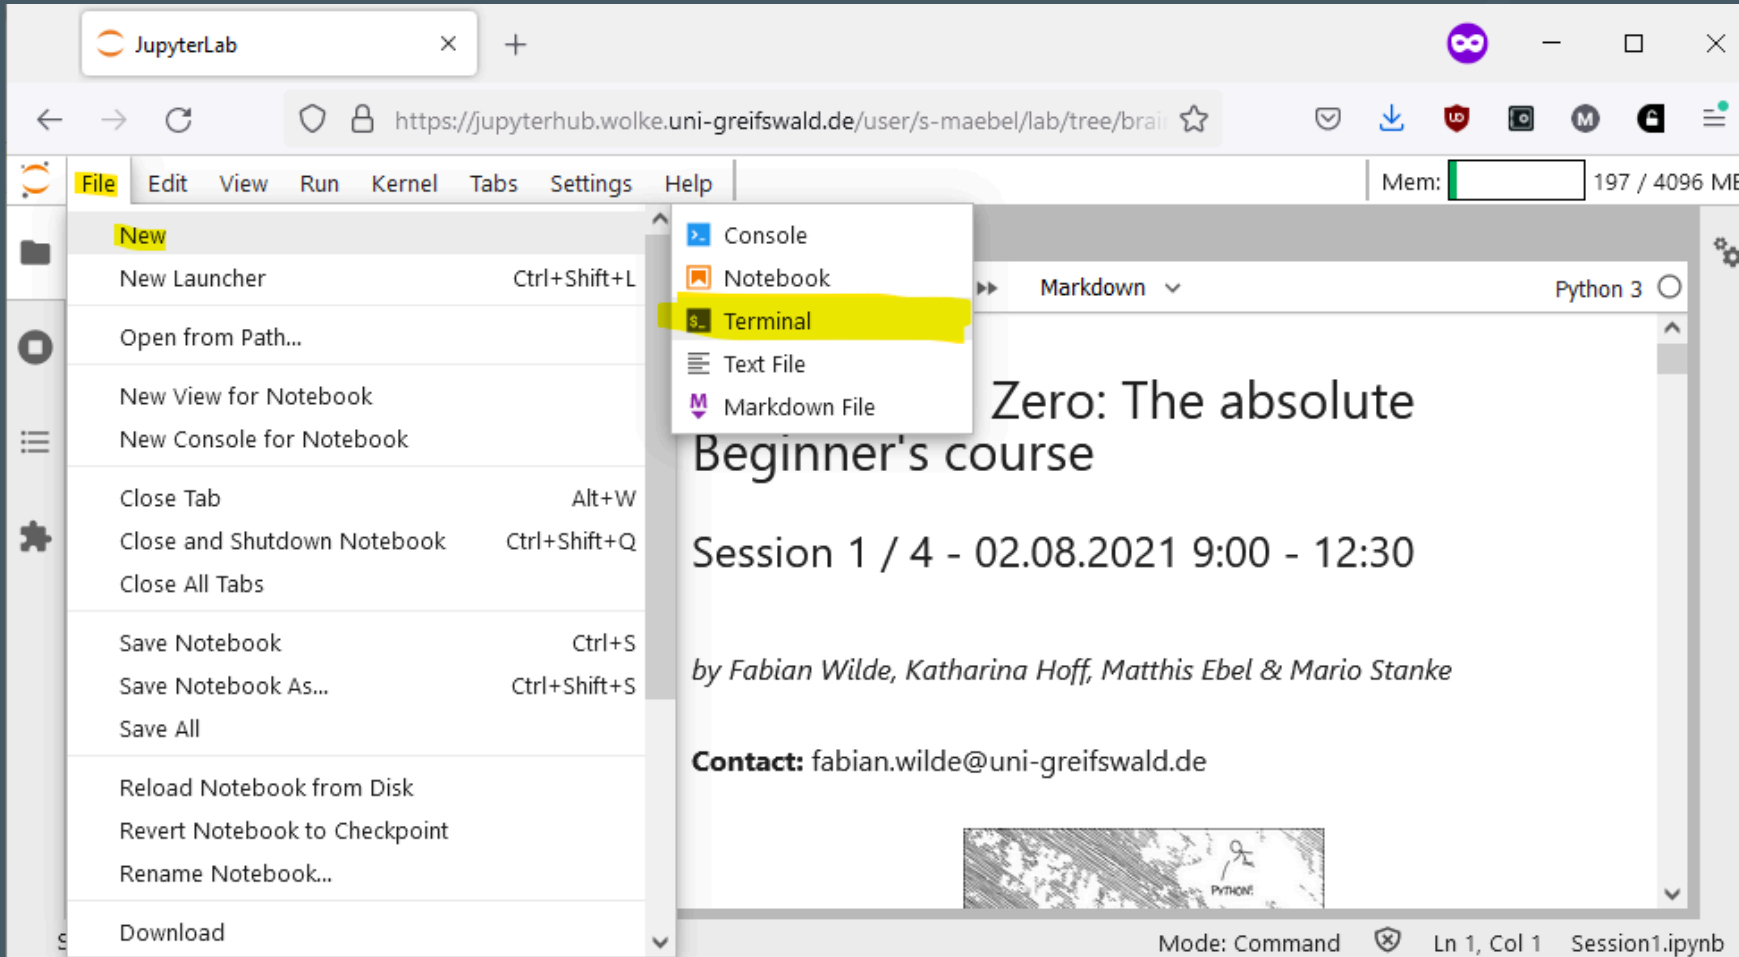 JupyterLab
https://jupyterhub.wolke.uni-greifswald.de/user/s-maebel/lab/tree/brai
File Edit View Run Kernel Tabs Settings Help
Mem: 197 / 4096 MB
New
New Launcher Ctrl+Shift+L
Open from Path...
New View for Notebook
New Console for Notebook
Close Tab Alt+W
Close and Shutdown Notebook Ctrl+Shift+Q
Close All Tabs
Save Notebook Ctrl+S
Save Notebook As... Ctrl+Shift+S
Save All
Reload Notebook from Disk
Revert Notebook to Checkpoint
Rename Notebook...
Download
Console
Notebook
Terminal
Text File
Markdown File
Markdown
Python 3
Zero: The absolute
Beginner's course
Session 1 / 4 - 02.08.2021 9:00 - 12:30
by Fabian Wilde, Katharina Hoff, Matthis Ebel & Mario Stanke
Contact: fabian.wilde@uni-greifswald.de
PYTHON!
Mode: Command Ln 1, Col 1 Session1.ipynb